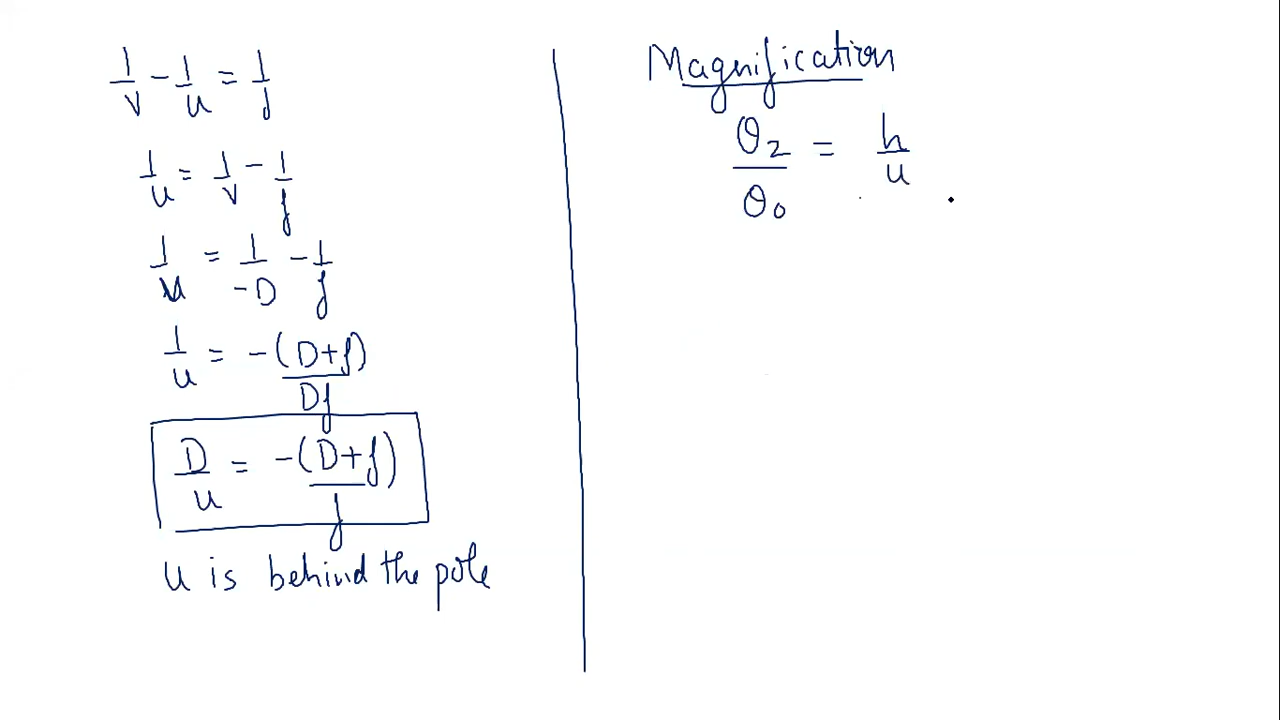 1/v - 1/u = 1/f
1/u = 1/v - 1/f
1/u = 1/-D - 1/f
1/u = -(D+f)/Df
D/u = -(D+f)/f
u is behind the pole
Magnification
θ₂/θ₀ = h/u